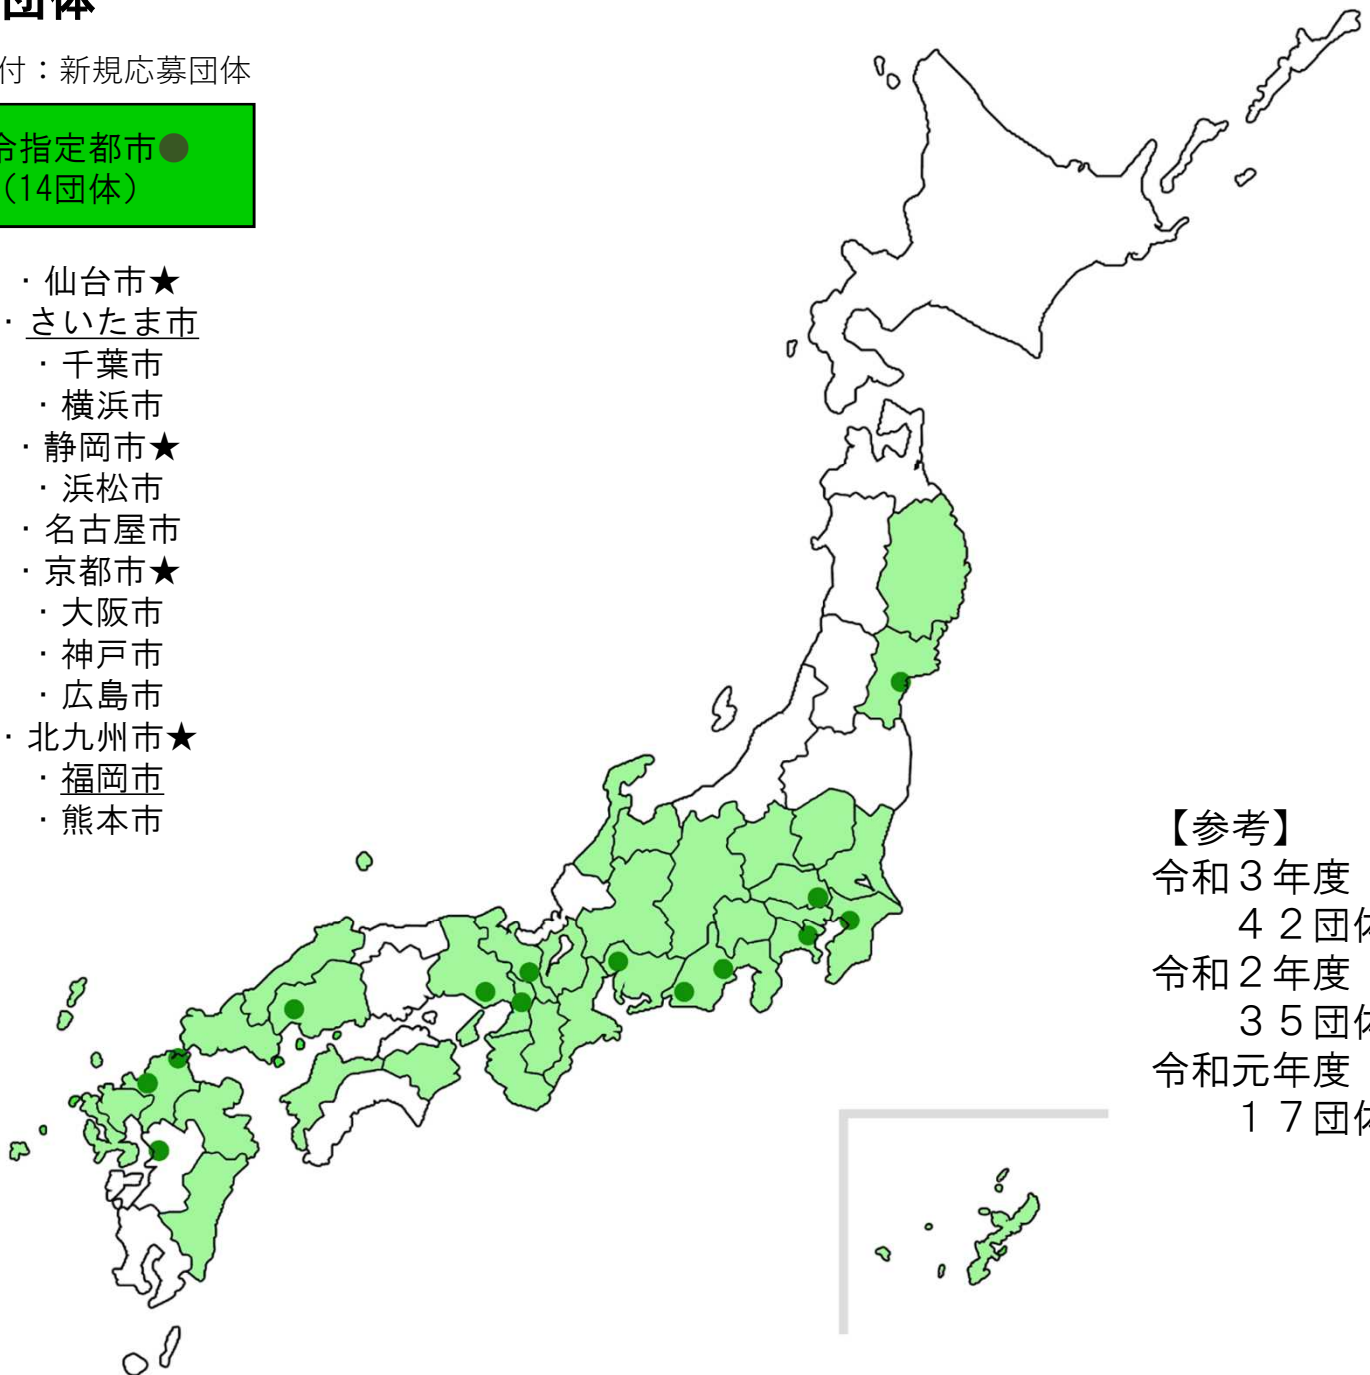 団体
付：新規応募団体
令指定都市●
（14団体）
・仙台市★
・さいたま市
・千葉市
・横浜市
・静岡市★
・浜松市
・名古屋市
・京都市★
・大阪市
・神戸市
・広島市
・北九州市★
・福岡市
・熊本市
【参考】
令和３年度
４２団体
令和２年度
３５団体
令和元年度
１７団体